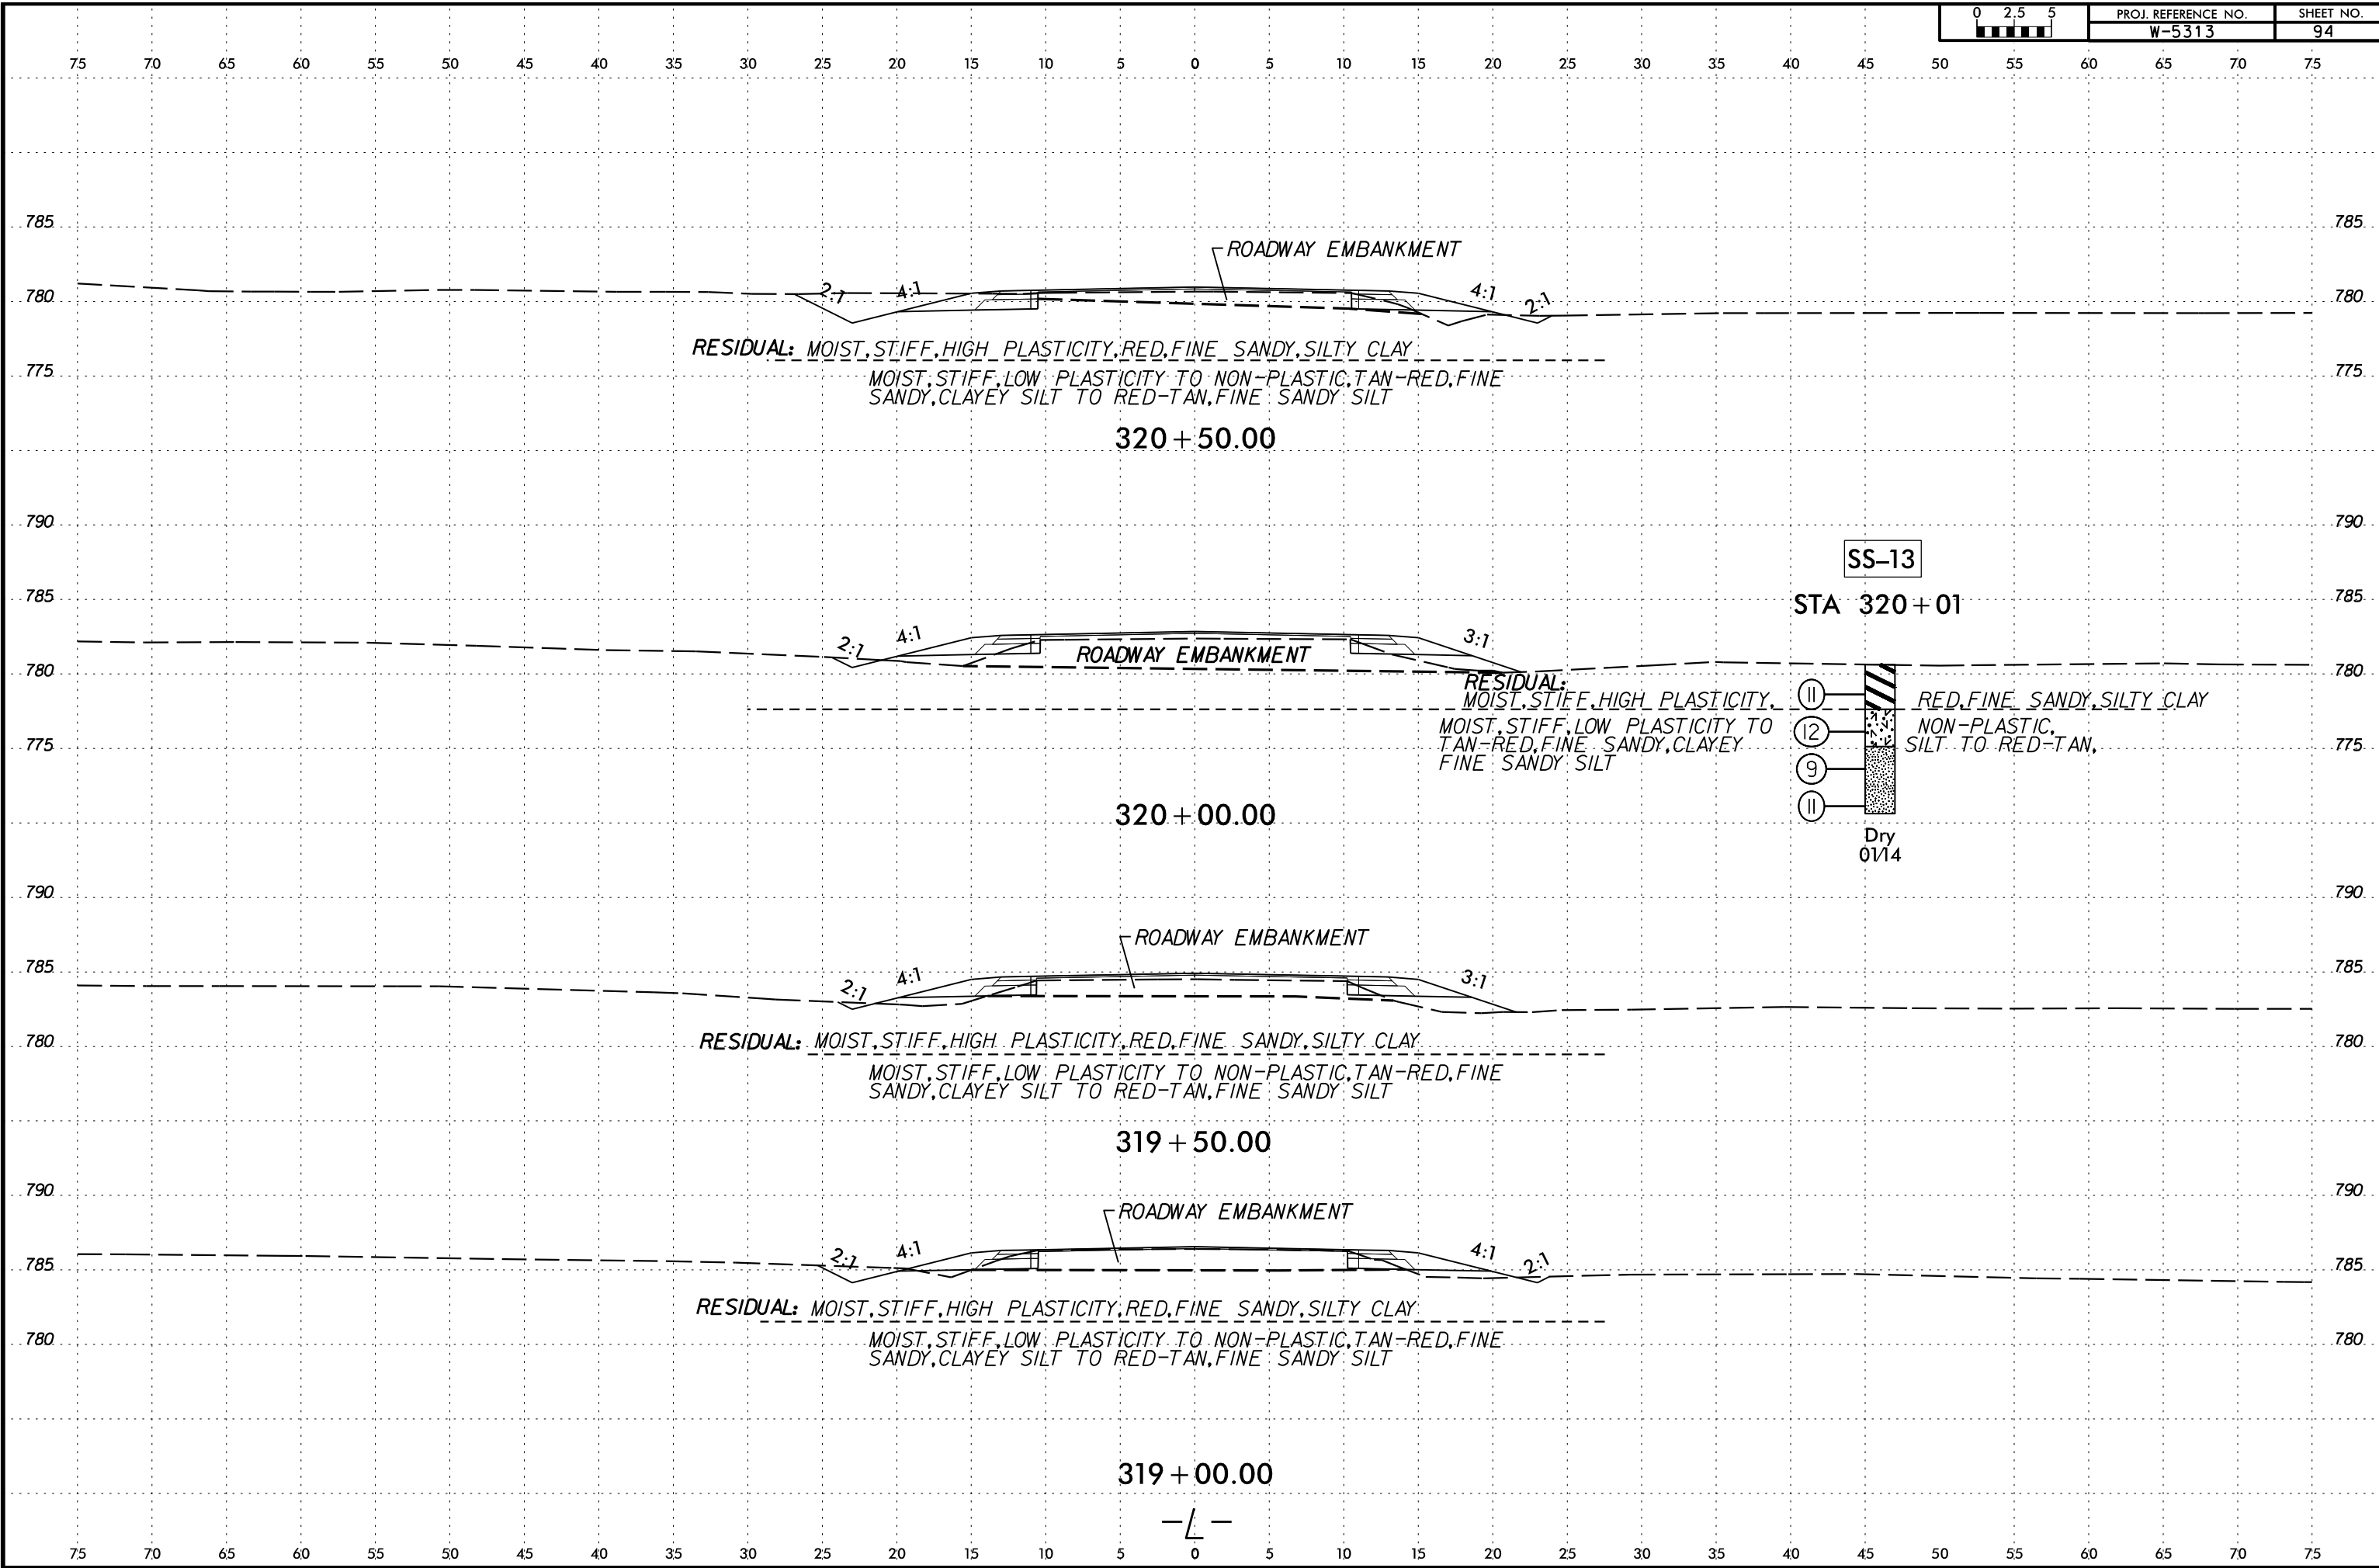 0 2.5 5
PROJ. REFERENCE NO. SHEET NO.
W-5313 94
75 70 65 60 55 50 45 40 35 30 25 20 15 10 5 0 5 10 15 20 25 30 35 40 45 50 55 60 65 70 75
785 785
ROADWAY EMBANKMENT
780 2:1 4:1 4:1 2:1 780
RESIDUAL: MOIST,STIFF,HIGH PLASTICITY,RED,FINE SANDY,SILTY CLAY
775 775
MOIST,STIFF,LOW PLASTICITY TO NON-PLASTIC,TAN-RED,FINE
SANDY,CLAYEY SILT TO RED-TAN,FINE SANDY SILT
320+50.00
790 790
SS-13
785 785
STA 320+01
2:1 4:1 3:1
ROADWAY EMBANKMENT
780 780
RESIDUAL:
MOIST,STIFF,HIGH PLASTICITY, 11 RED,FINE SANDY,SILTY CLAY
MOIST,STIFF,LOW PLASTICITY TO 12 NON-PLASTIC,
775 TAN-RED,FINE SANDY,CLAYEY SILT TO RED-TAN, 775
FINE SANDY SILT 9
11
320+00.00
Dry
01/14
790 790
ROADWAY EMBANKMENT
785 785
2:1 4:1 3:1
RESIDUAL: MOIST,STIFF,HIGH PLASTICITY,RED,FINE SANDY,SILTY CLAY
780 780
MOIST,STIFF,LOW PLASTICITY TO NON-PLASTIC,TAN-RED,FINE
SANDY,CLAYEY SILT TO RED-TAN,FINE SANDY SILT
319+50.00
790 790
ROADWAY EMBANKMENT
785 2:1 4:1 4:1 2:1 785
RESIDUAL: MOIST,STIFF,HIGH PLASTICITY,RED,FINE SANDY,SILTY CLAY
780 780
MOIST,STIFF,LOW PLASTICITY TO NON-PLASTIC,TAN-RED,FINE
SANDY,CLAYEY SILT TO RED-TAN,FINE SANDY SILT
319+00.00
-L-
75 70 65 60 55 50 45 40 35 30 25 20 15 10 5 0 5 10 15 20 25 30 35 40 45 50 55 60 65 70 75